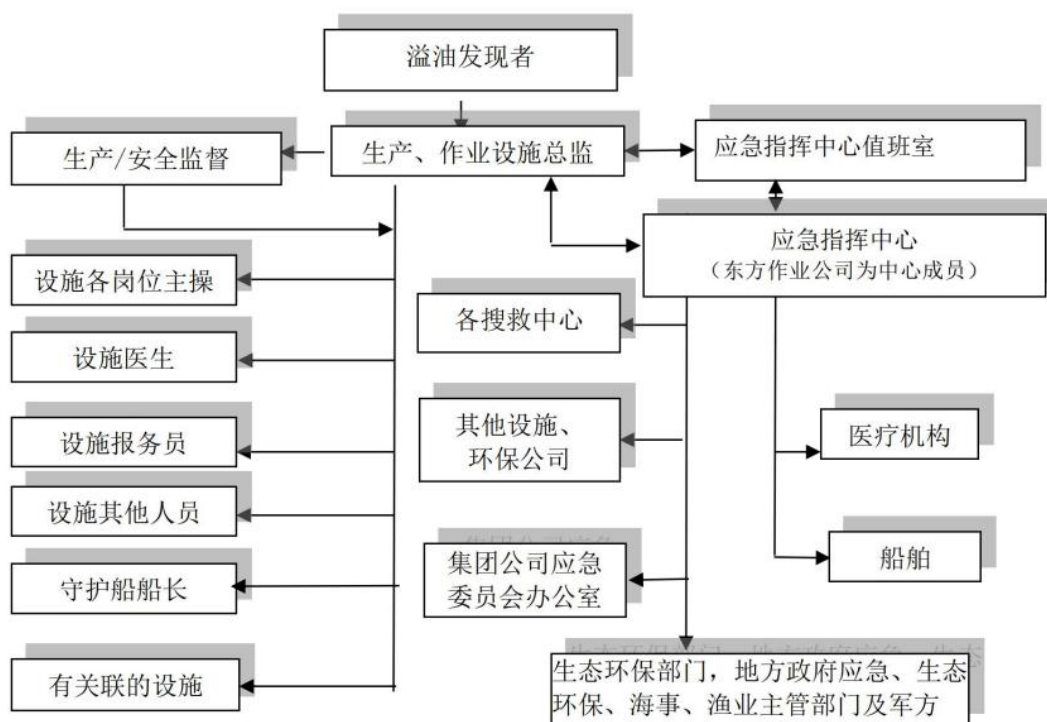 溢油发现者
生产/安全监督
生产、作业设施总监
应急指挥中心值班室
应急指挥中心
（东方作业公司为中心成员）
设施各岗位主操
各搜救中心
设施医生
其他设施、
环保公司
医疗机构
设施报务员
设施其他人员
集团公司应急
委员会办公室
船舶
守护船船长
有关联的设施
生态环保部门，地方政府应急、生态
环保、海事、渔业主管部门及军方